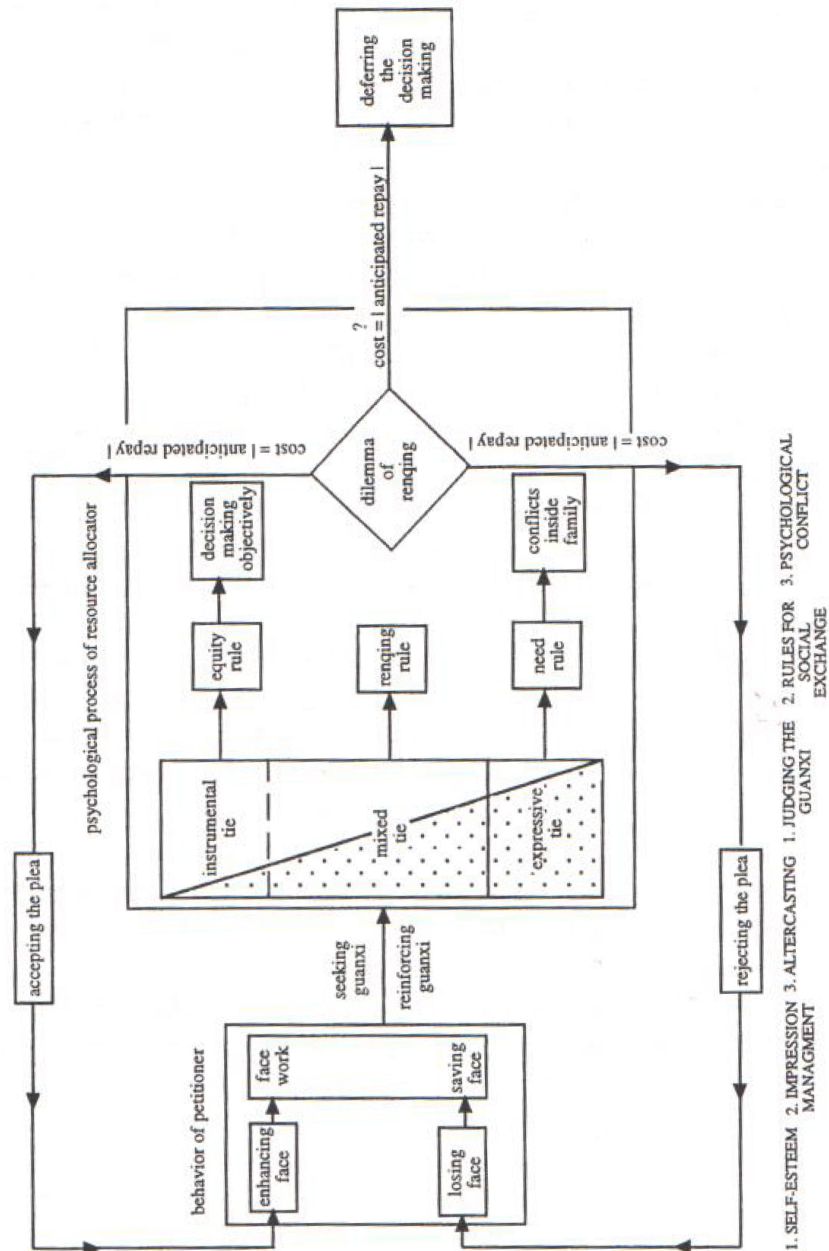 accepting the plea
psychological process of resource allocator
behavior of petitioner
enhancing
face
face
work
losing
face
saving
face
seeking
guanxi
reinforcing
guanxi
instrumental
tie
mixed
tie
expressive
tie
equity
rule
decision
making
objectively
renqing
rule
need
rule
conflicts
inside
family
dilemma
of
renqing
cost = | anticipated repay |
?
cost = | anticipated repay |
cost = | anticipated repay |
deferring
the
decision
making
rejecting the plea
1. SELF-ESTEEM 2. IMPRESSION 3. ALTERCASTING 1. JUDGING THE 2. RULES FOR 3. PSYCHOLOGICAL
MANAGMENT GUANXI SOCIAL CONFLICT
EXCHANGE